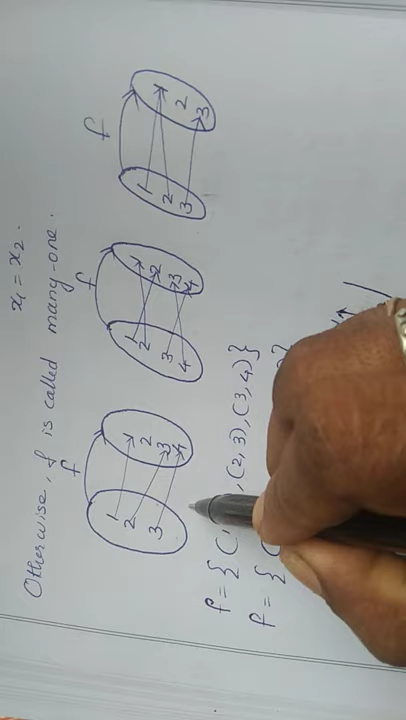 x₁ = x₂.
Otherwise, f is called many-one.
f f f
1 1 1 1 1 1
2 2 2 2 2 2
3 3 3 3 3 3
4 4 4
f = { (, (2,3), (3,4)}
f = { ( }